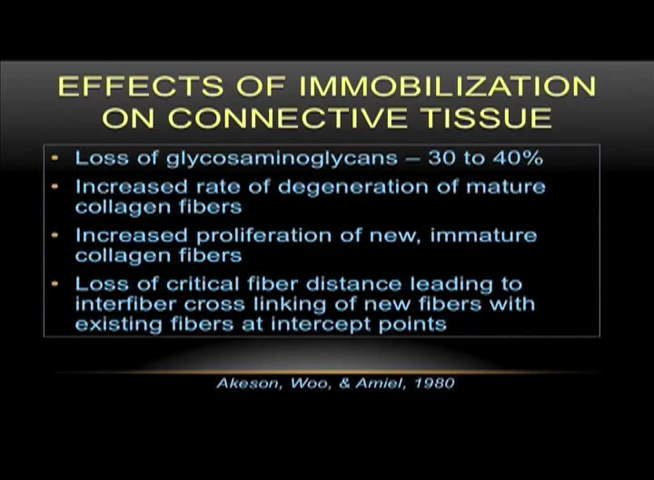 EFFECTS OF IMMOBILIZATION
ON CONNECTIVE TISSUE
• Loss of glycosaminoglycans – 30 to 40%
• Increased rate of degeneration of mature
collagen fibers
• Increased proliferation of new, immature
collagen fibers
• Loss of critical fiber distance leading to
interfiber cross linking of new fibers with
existing fibers at intercept points
Akeson, Woo, & Amiel, 1980